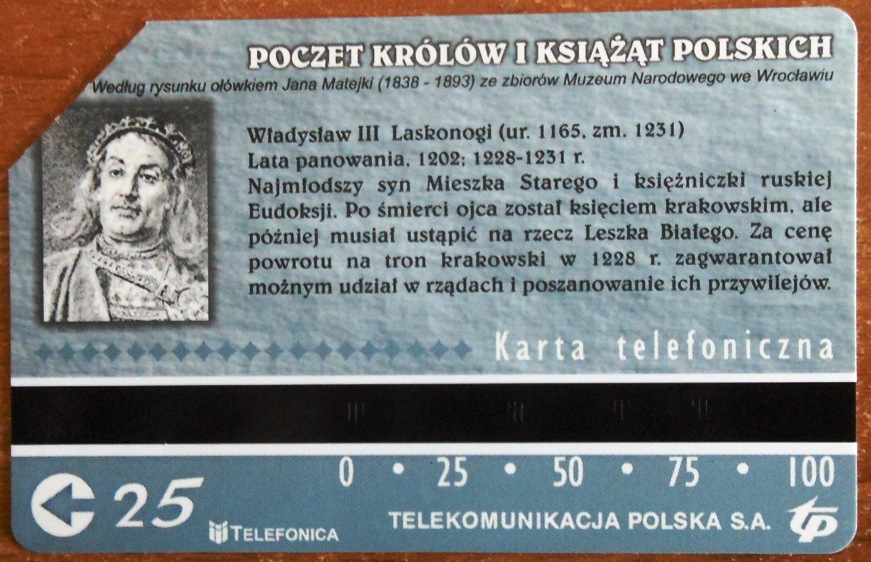 POCZET KRÓLÓW I KSIĄŻĄT POLSKICH
Według rysunku ołówkiem Jana Matejki (1838 - 1893) ze zbiorów Muzeum Narodowego we Wrocławiu
Władysław III Laskonogi (ur. 1165, zm. 1231)
Lata panowania, 1202; 1228-1231 r.
Najmłodszy syn Mieszka Starego i księżniczki ruskiej
Eudoksji. Po śmierci ojca został księciem krakowskim, ale
później musiał ustąpić na rzecz Leszka Białego. Za cenę
powrotu na tron krakowski w 1228 r. zagwarantował
możnym udział w rządach i poszanowanie ich przywilejów.
Karta telefoniczna
0 • 25 • 50 • 75 • 100
25
TELEFONICA
TELEKOMUNIKACJA POLSKA S.A.
tp